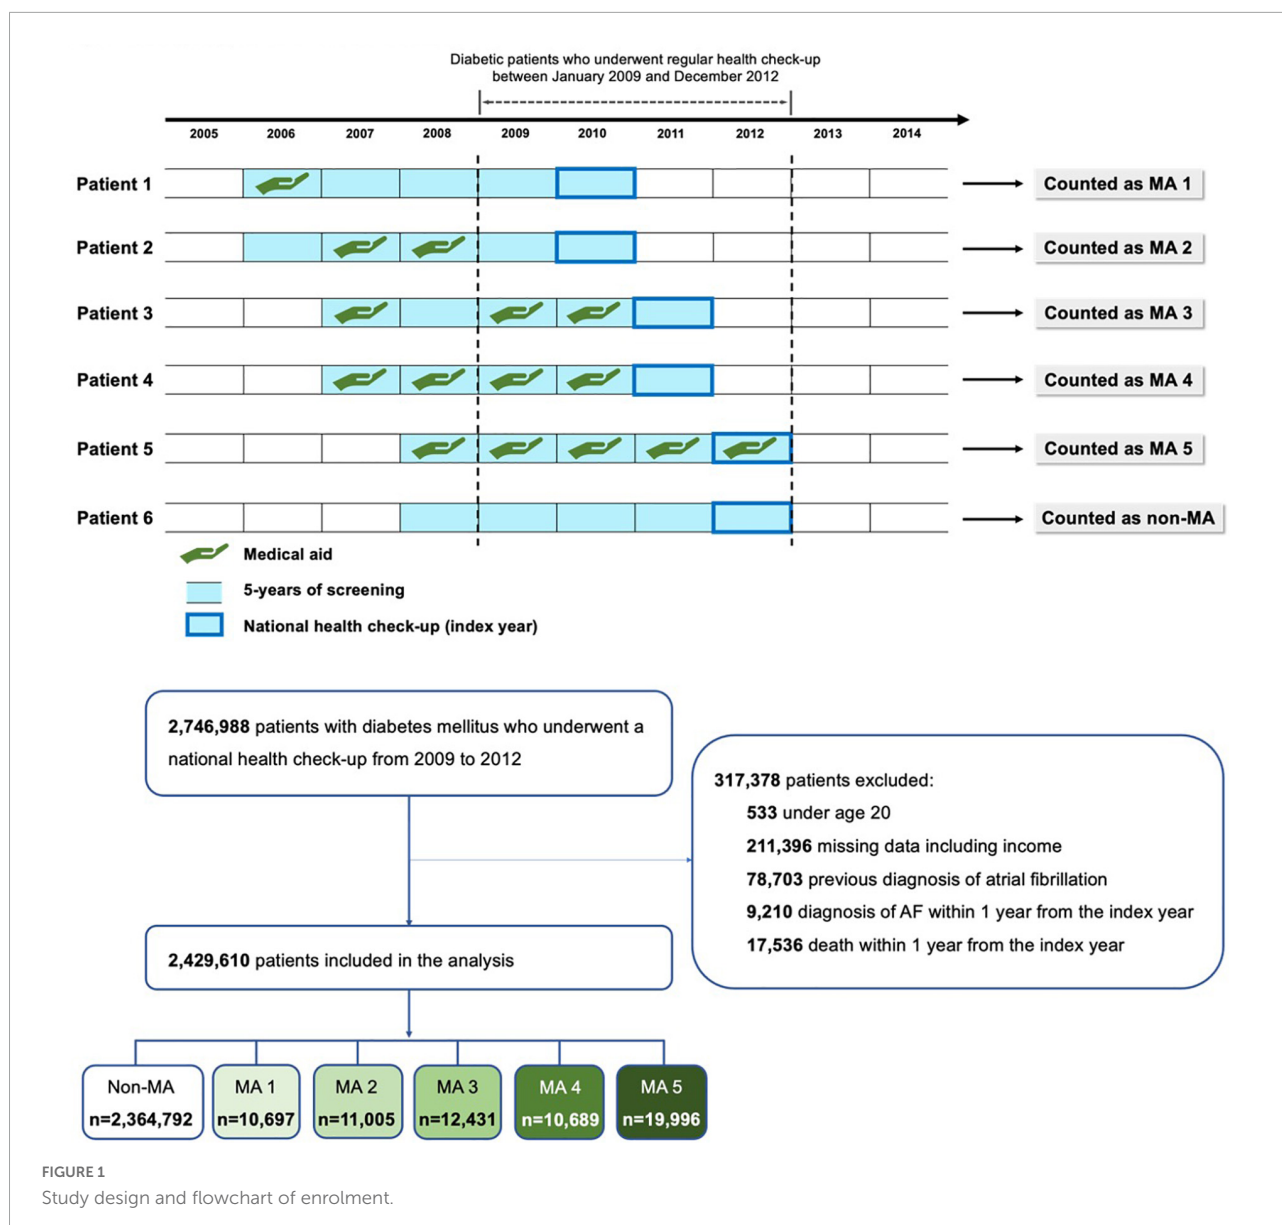 Diabetic patients who underwent regular health check-up
between January 2009 and December 2012
2005 2006 2007 2008 2009 2010 2011 2012 2013 2014
Patient 1 Counted as MA 1
Patient 2 Counted as MA 2
Patient 3 Counted as MA 3
Patient 4 Counted as MA 4
Patient 5 Counted as MA 5
Patient 6 Counted as non-MA
Medical aid
5-years of screening
National health check-up (index year)
2,746,988 patients with diabetes mellitus who underwent a
national health check-up from 2009 to 2012
317,378 patients excluded:
533 under age 20
211,396 missing data including income
78,703 previous diagnosis of atrial fibrillation
9,210 diagnosis of AF within 1 year from the index year
17,536 death within 1 year from the index year
2,429,610 patients included in the analysis
Non-MA MA 1 MA 2 MA 3 MA 4 MA 5
n=2,364,792 n=10,697 n=11,005 n=12,431 n=10,689 n=19,996
FIGURE 1
Study design and flowchart of enrolment.